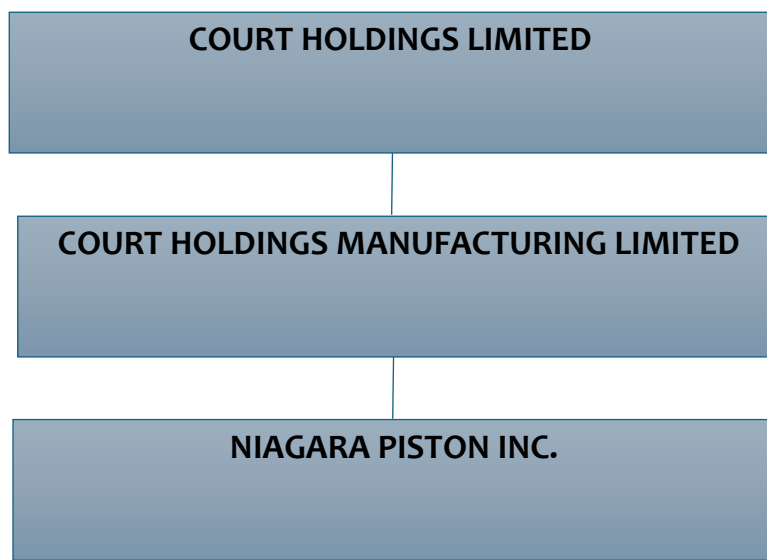 COURT HOLDINGS LIMITED
COURT HOLDINGS MANUFACTURING LIMITED
NIAGARA PISTON INC.